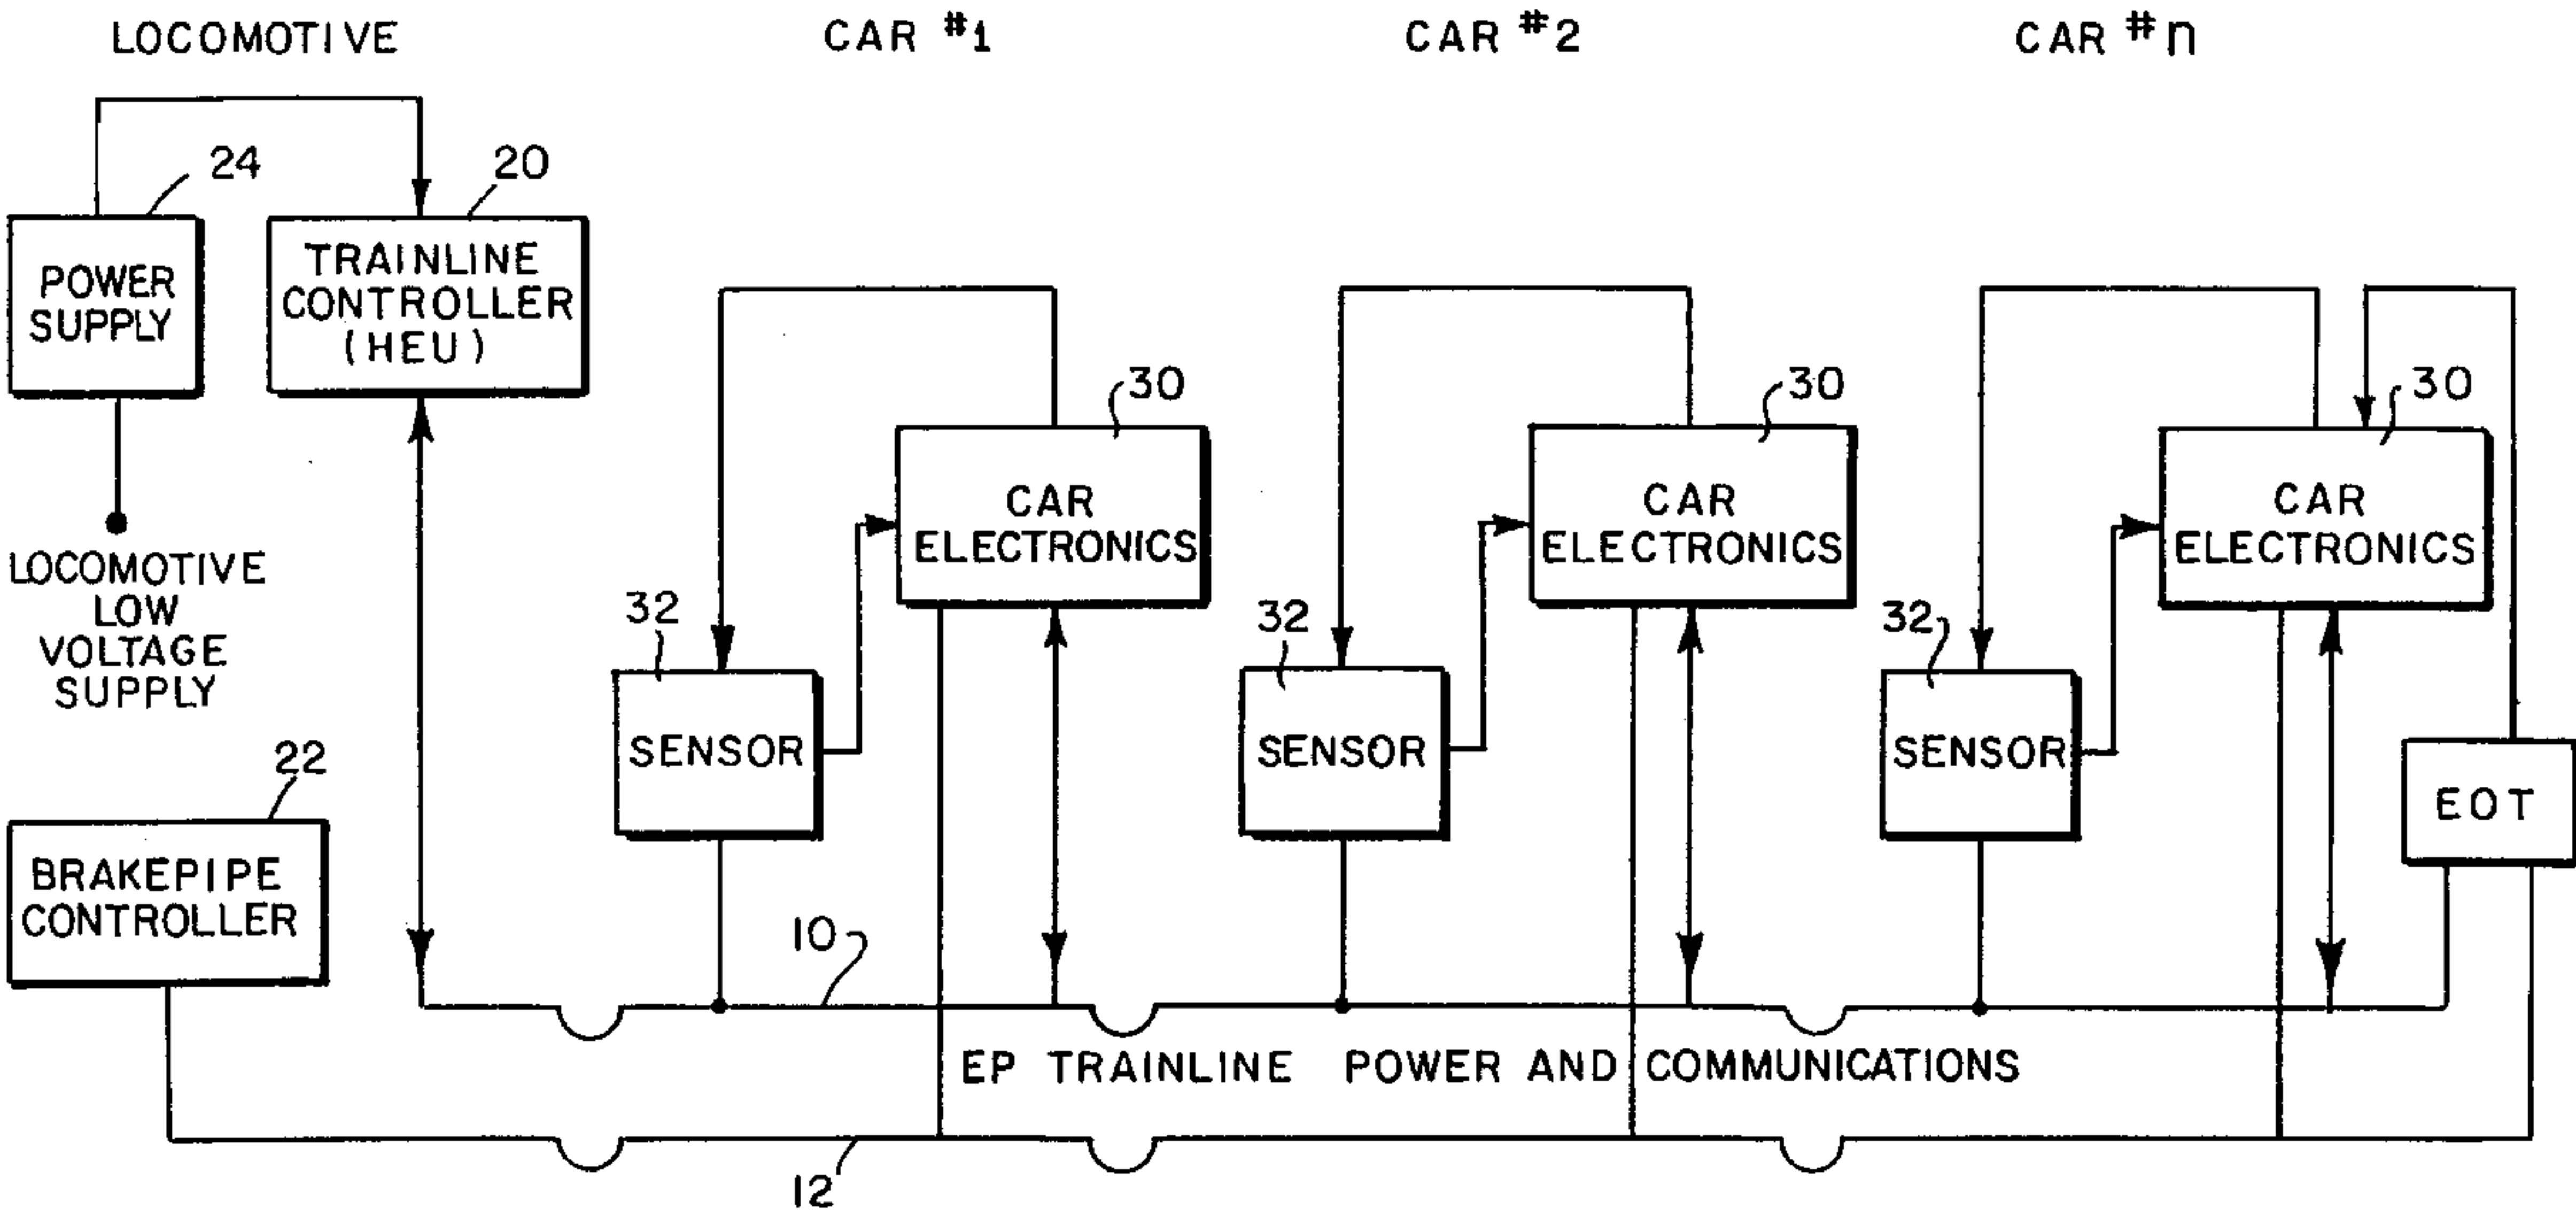 LOCOMOTIVE
CAR #1
CAR #2
CAR #n
24
20
POWER
SUPPLY
TRAINLINE
CONTROLLER
(HEU)
LOCOMOTIVE
LOW
VOLTAGE
SUPPLY
22
BRAKEPIPE
CONTROLLER
30
CAR
ELECTRONICS
32
SENSOR
30
CAR
ELECTRONICS
32
SENSOR
30
CAR
ELECTRONICS
32
SENSOR
EOT
10
EP TRAINLINE POWER AND COMMUNICATIONS
12